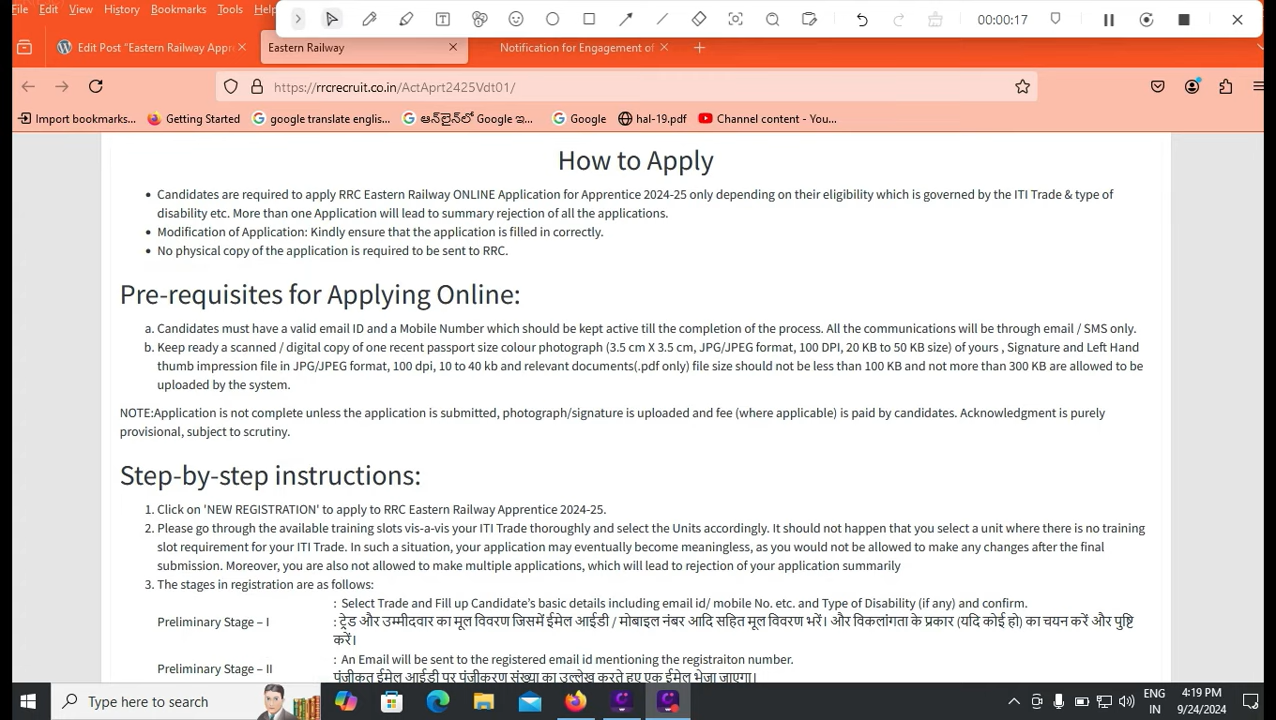 File Edit View History Bookmarks Tools Help
00:00:17
Edit Post "Eastern Railway Appre
Eastern Railway
Notification for Engagement of
https://rrcrecruit.co.in/ActAprt2425Vdt01/
Import bookmarks... Getting Started google translate englis... ఆన్‌లైన్‌లో Google ఇ... Google hal-19.pdf Channel content - You...
How to Apply
• Candidates are required to apply RRC Eastern Railway ONLINE Application for Apprentice 2024-25 only depending on their eligibility which is governed by the ITI Trade & type of
disability etc. More than one Application will lead to summary rejection of all the applications.
• Modification of Application: Kindly ensure that the application is filled in correctly.
• No physical copy of the application is required to be sent to RRC.
Pre-requisites for Applying Online:
a. Candidates must have a valid email ID and a Mobile Number which should be kept active till the completion of the process. All the communications will be through email / SMS only.
b. Keep ready a scanned / digital copy of one recent passport size colour photograph (3.5 cm X 3.5 cm, JPG/JPEG format, 100 DPI, 20 KB to 50 KB size) of yours , Signature and Left Hand
thumb impression file in JPG/JPEG format, 100 dpi, 10 to 40 kb and relevant documents(.pdf only) file size should not be less than 100 KB and not more than 300 KB are allowed to be
uploaded by the system.
NOTE:Application is not complete unless the application is submitted, photograph/signature is uploaded and fee (where applicable) is paid by candidates. Acknowledgment is purely
provisional, subject to scrutiny.
Step-by-step instructions:
1. Click on 'NEW REGISTRATION' to apply to RRC Eastern Railway Apprentice 2024-25.
2. Please go through the available training slots vis-a-vis your ITI Trade thoroughly and select the Units accordingly. It should not happen that you select a unit where there is no training
slot requirement for your ITI Trade. In such a situation, your application may eventually become meaningless, as you would not be allowed to make any changes after the final
submission. Moreover, you are also not allowed to make multiple applications, which will lead to rejection of your application summarily
3. The stages in registration are as follows:
: Select Trade and Fill up Candidate's basic details including email id/ mobile No. etc. and Type of Disability (if any) and confirm.
Preliminary Stage – I : ट्रेड और उम्मीदवार का मूल विवरण जिसमें ईमेल आईडी / मोबाइल नंबर आदि सहित मूल विवरण भरें। और विकलांगता के प्रकार (यदि कोई हो) का चयन करें और पुष्टि
करें।
: An Email will be sent to the registered email id mentioning the registraiton number.
Preliminary Stage – II
पंजीकृत ईमेल आईडी पर पंजीकरण संख्या का उल्लेख करते हुए एक ईमेल भेजा जाएगा।
Type here to search
ENG 4:19 PM
IN 9/24/2024